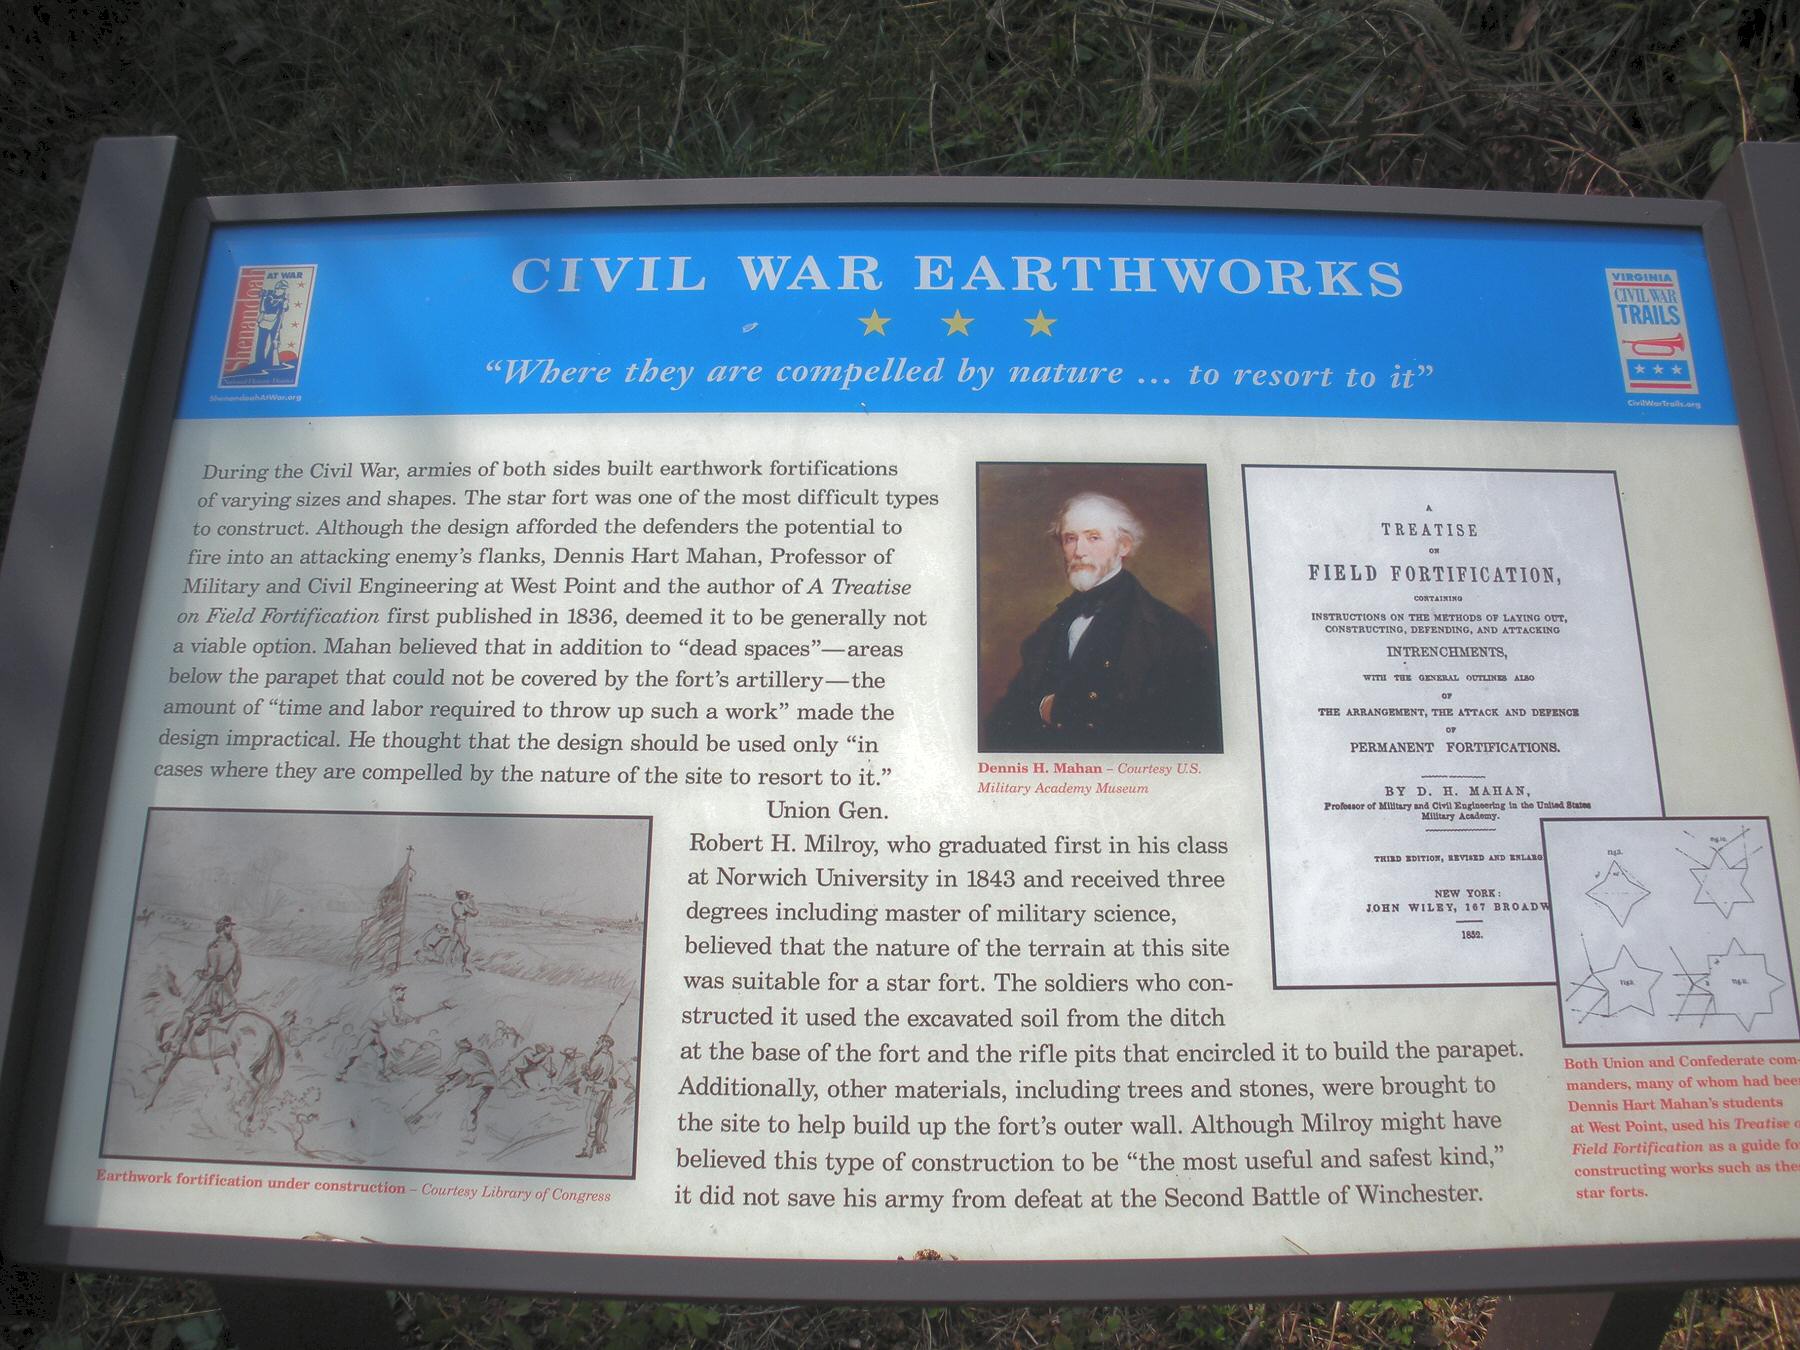 CIVIL WAR EARTHWORKS
"Where they are compelled by nature ... to resort to it"
Shenandoah
AT WAR
ShenandoahAtWar.org
VIRGINIA
CIVIL WAR
TRAILS
CivilWarTrails.org
During the Civil War, armies of both sides built earthwork fortifications
of varying sizes and shapes. The star fort was one of the most difficult types
to construct. Although the design afforded the defenders the potential to
fire into an attacking enemy's flanks, Dennis Hart Mahan, Professor of
Military and Civil Engineering at West Point and the author of A Treatise
on Field Fortification first published in 1836, deemed it to be generally not
a viable option. Mahan believed that in addition to "dead spaces"—areas
below the parapet that could not be covered by the fort's artillery—the
amount of "time and labor required to throw up such a work" made the
design impractical. He thought that the design should be used only "in
cases where they are compelled by the nature of the site to resort to it."
Union Gen.
Robert H. Milroy, who graduated first in his class
at Norwich University in 1843 and received three
degrees including master of military science,
believed that the nature of the terrain at this site
was suitable for a star fort. The soldiers who con-
structed it used the excavated soil from the ditch
at the base of the fort and the rifle pits that encircled it to build the parapet.
Additionally, other materials, including trees and stones, were brought to
the site to help build up the fort's outer wall. Although Milroy might have
believed this type of construction to be "the most useful and safest kind,"
it did not save his army from defeat at the Second Battle of Winchester.
Earthwork fortification under construction – Courtesy Library of Congress
Dennis H. Mahan – Courtesy U.S.
Military Academy Museum
A
TREATISE
ON
FIELD FORTIFICATION,
CONTAINING
INSTRUCTIONS ON THE METHODS OF LAYING OUT,
CONSTRUCTING, DEFENDING, AND ATTACKING
INTRENCHMENTS,
WITH THE GENERAL OUTLINES ALSO
OF
THE ARRANGEMENT, THE ATTACK AND DEFENCE
OF
PERMANENT FORTIFICATIONS.
BY D. H. MAHAN,
Professor of Military and Civil Engineering in the United States
Military Academy.
THIRD EDITION, REVISED AND ENLARG
NEW YORK:
JOHN WILEY, 167 BROADW
1852.
Both Union and Confederate com-
manders, many of whom had bee
Dennis Hart Mahan's students
at West Point, used his Treatise o
Field Fortification as a guide fo
constructing works such as thes
star forts.